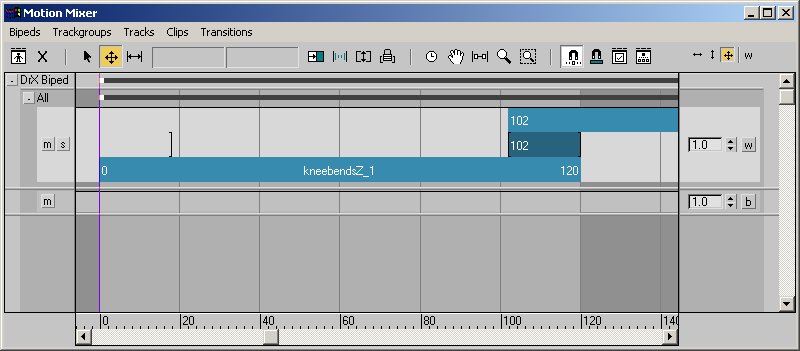 Motion Mixer
Bipeds Trackgroups Tracks Clips Transitions
X w
- DrX Biped
- All
102
m s 102 1.0 w
0 kneebendsZ_1 120
m 1.0 b
0 20 40 60 80 100 120 140